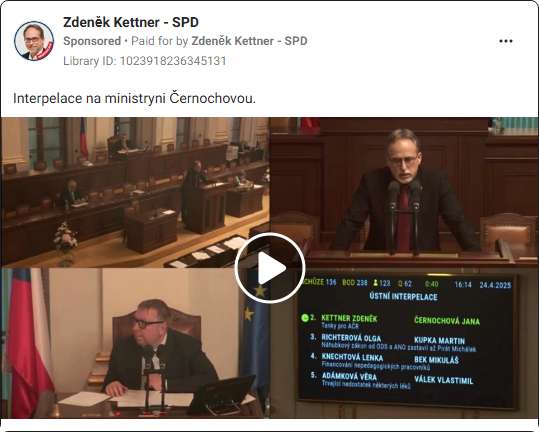 Zdeněk Kettner - SPD
Sponsored • Paid for by Zdeněk Kettner - SPD
Library ID: 1023918236345131
Interpelace na ministryni Černochovou.
SCHŮZE 136 BOD 238 123 62 0:40 16:14 24.4.2025
ÚSTNÍ INTERPELACE
2. KETTNER ZDENĚK ČERNOCHOVÁ JANA
Tanky pro AČR
3. RICHTEROVÁ OLGA KUPKA MARTIN
Náhubkový zákon od ODS a ANO zastavil až Pirát Michálek
4. KNECHTOVÁ LENKA BEK MIKULÁŠ
Financování nepedagogických pracovníků
5. ADÁMKOVÁ VĚRA VÁLEK VLASTIMIL
Trvající nedostatek některých léků